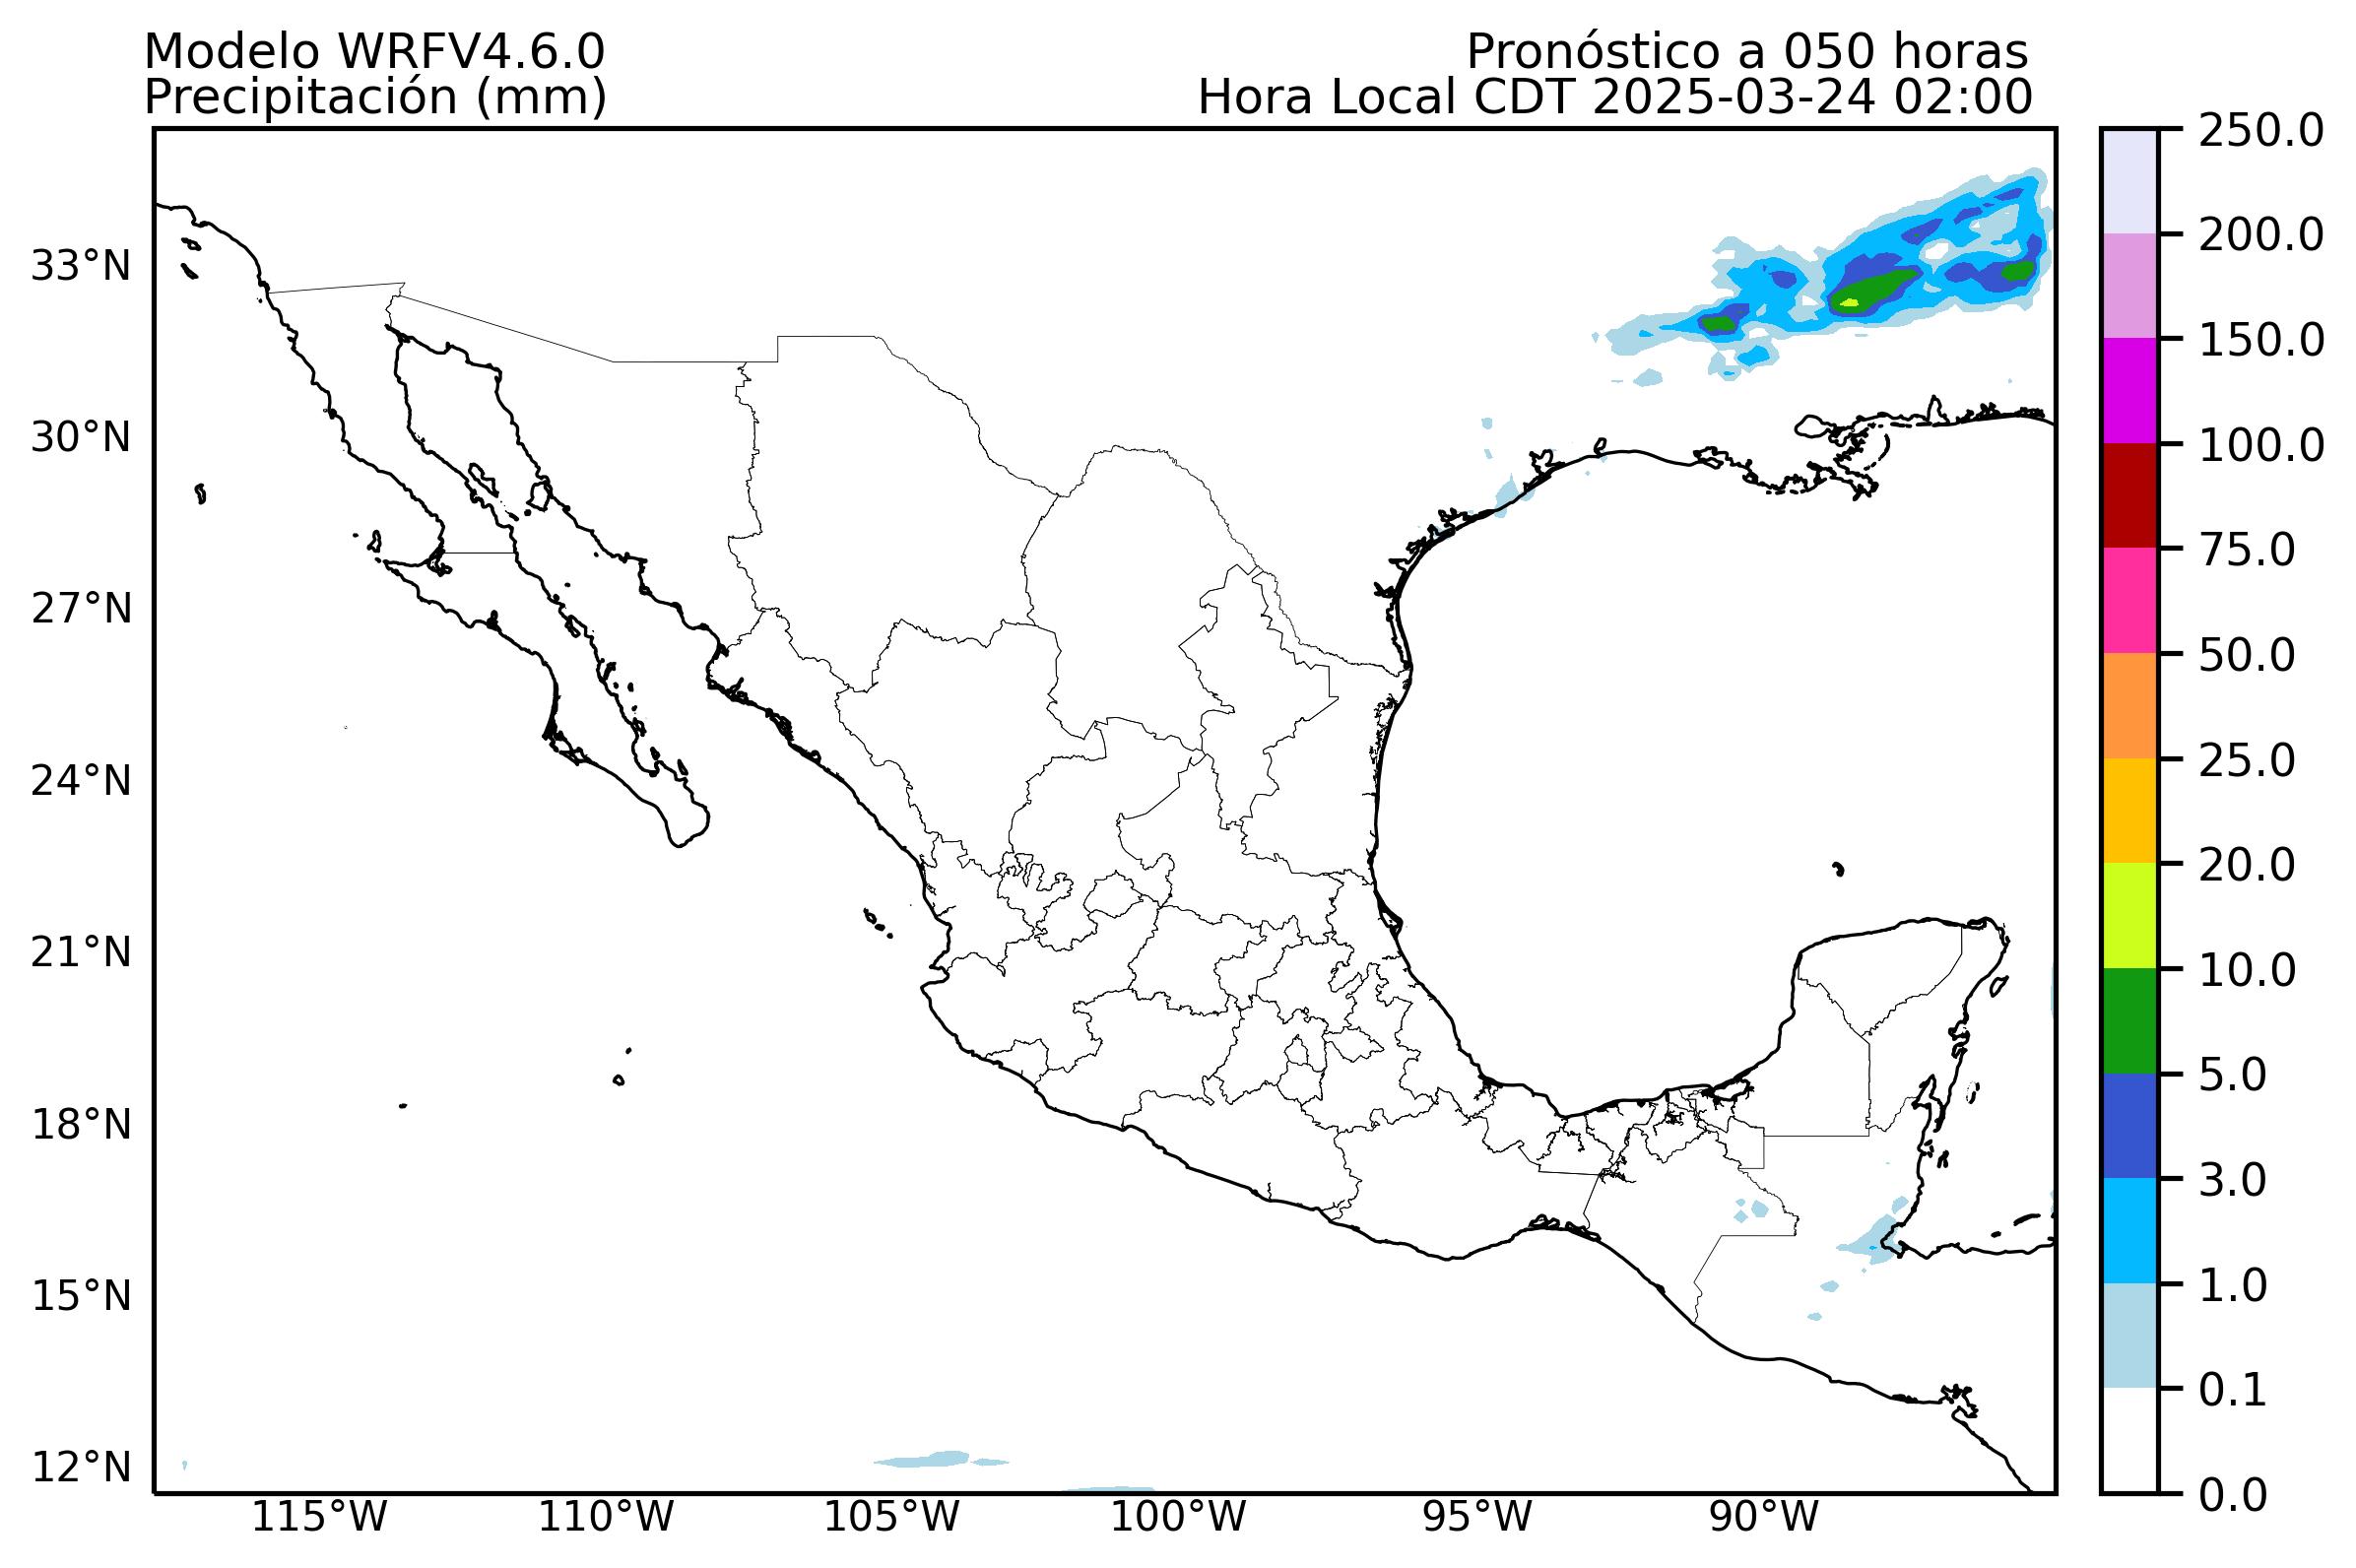 Modelo WRFV4.6.0
Precipitación (mm)
Pronóstico a 050 horas
Hora Local CDT 2025-03-24 02:00
33°N
30°N
27°N
24°N
21°N
18°N
15°N
12°N
115°W
110°W
105°W
100°W
95°W
90°W
250.0
200.0
150.0
100.0
75.0
50.0
25.0
20.0
10.0
5.0
3.0
1.0
0.1
0.0